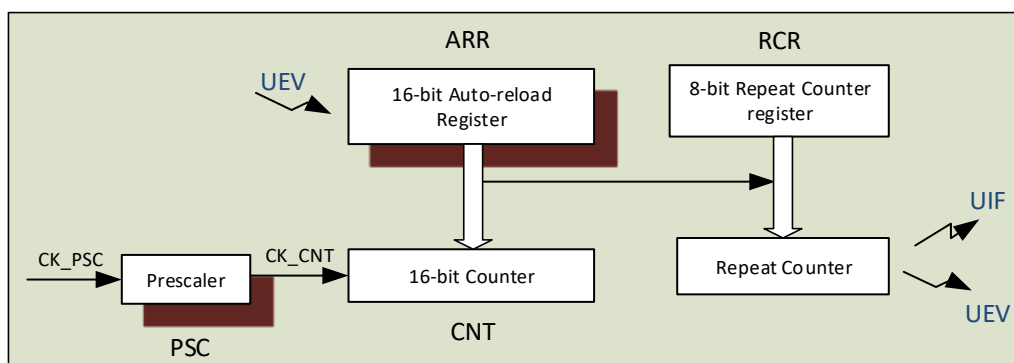 ARR
RCR
UEV
16-bit Auto-reload
Register
8-bit Repeat Counter
register
UIF
CK_PSC
CK_CNT
Prescaler
16-bit Counter
Repeat Counter
UEV
PSC
CNT